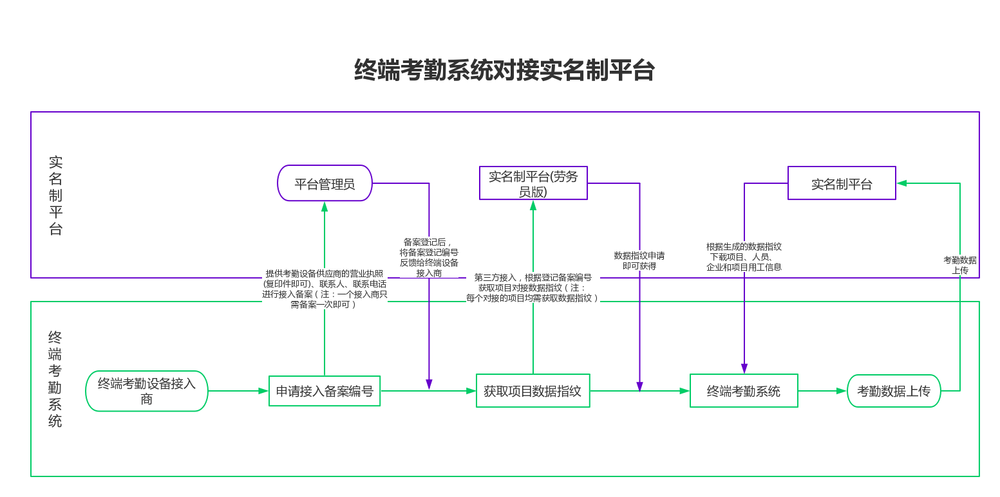 终端考勤系统对接实名制平台
实名制平台
平台管理员
实名制平台(劳务
员版)
实名制平台
备案登记后，
将备案登记编号
反馈给终端设备
接入商
数据指纹申请
即可获得
根据生成的数据指纹
下载项目、人员、
企业和项目用工信息
考勤数据
上传
提供考勤设备供应商的营业执照
(复印件即可)、联系人、联系电话
进行接入备案（注：一个接入商只
需备案一次即可）
第三方接入，根据登记备案编号
获取项目对接数据指纹（注：
每个对接的项目均需获取数据指纹）
终端考勤系统
终端考勤设备接入
商
申请接入备案编号
获取项目数据指纹
终端考勤系统
考勤数据上传